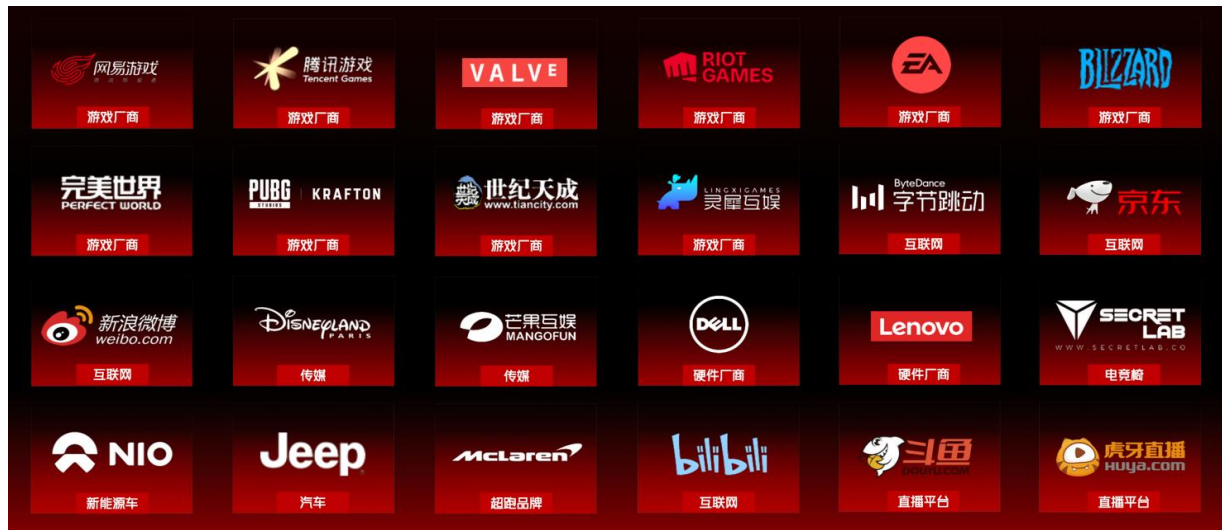 网易游戏
游戏厂商
腾讯游戏
Tencent Games
游戏厂商
VALVE
游戏厂商
RIOT
GAMES
游戏厂商
EA
游戏厂商
BLIZZARD
游戏厂商
完美世界
PERFECT WORLD
游戏厂商
PUBG
STUDIOS
KRAFTON
游戏厂商
世纪天成
www.tiancity.com
游戏厂商
LINGXIGAMES
灵犀互娱
游戏厂商
ByteDance
字节跳动
互联网
京东
互联网
新浪微博
weibo.com
互联网
Disneyland
PARIS
传媒
芒果互娱
MANGOFUN
传媒
DELL
硬件厂商
Lenovo
硬件厂商
SECRET
LAB
WWW.SECRETLAB.CO
电竞椅
NIO
新能源车
Jeep
汽车
McLaren
超跑品牌
bilibili
互联网
斗鱼
DOUYU.COM
直播平台
虎牙直播
HUYA.com
直播平台